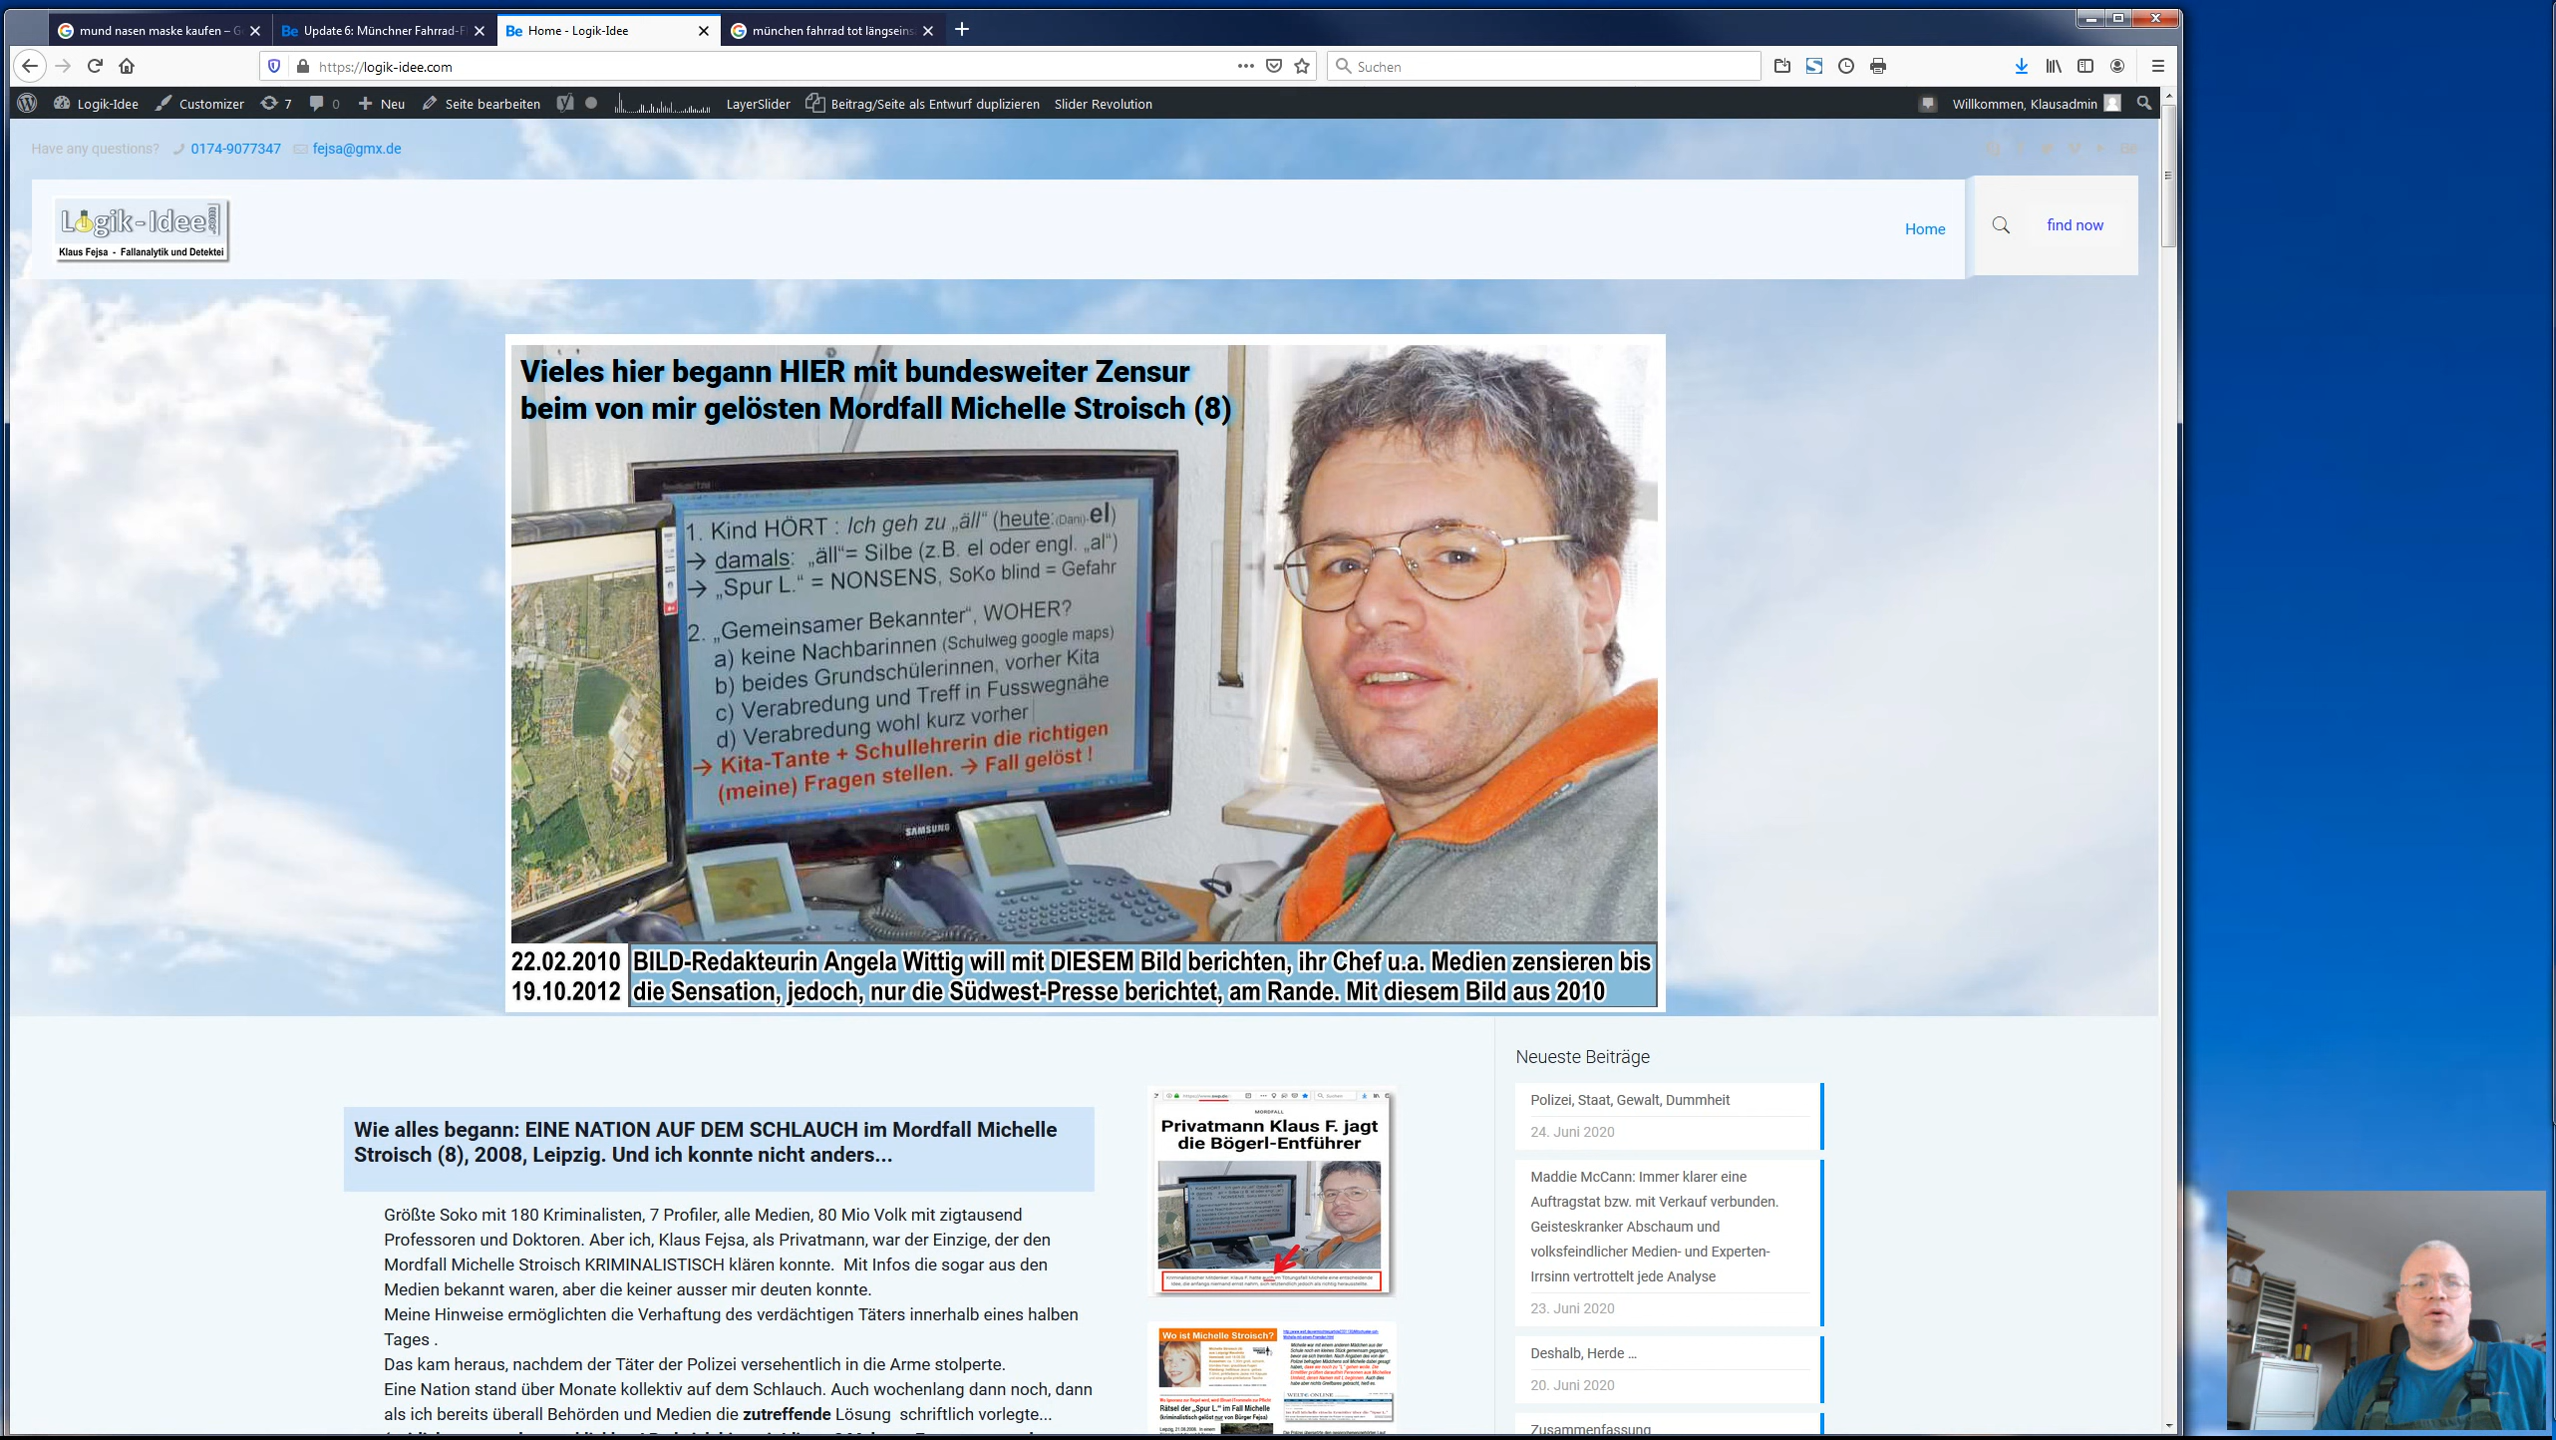 mund nasen maske kaufen – G
Update 6: Münchner Fahrrad-F
Home - Logik-Idee
münchen fahrrad tot längseins
https://logik-idee.com
Suchen
Logik-Idee
Customizer
7
0
Neu
Seite bearbeiten
LayerSlider
Beitrag/Seite als Entwurf duplizieren
Slider Revolution
Willkommen, Klausadmin
Have any questions?
0174-9077347
fejsa@gmx.de
Logik-Idee
Klaus Fejsa - Fallanalytik und Detektei
Home
find now
Vieles hier begann HIER mit bundesweiter Zensur
beim von mir gelösten Mordfall Michelle Stroisch (8)
1. Kind HÖRT : Ich geh zu „äll“ (heute:(Dani)-el)
→ damals: „äll“= Silbe (z.B. el oder engl. „al“)
→ „Spur L.“ = NONSENS, SoKo blind = Gefahr
2. „Gemeinsamer Bekannter“, WOHER?
a) keine Nachbarinnen (Schulweg google maps)
b) beides Grundschülerinnen, vorher Kita
c) Verabredung und Treff in Fusswegnähe
d) Verabredung wohl kurz vorher
→ Kita-Tante + Schullehrerin die richtigen
(meine) Fragen stellen. → Fall gelöst !
SAMSUNG
22.02.2010 BILD-Redakteurin Angela Wittig will mit DIESEM Bild berichten, ihr Chef u.a. Medien zensieren bis
19.10.2012 die Sensation, jedoch, nur die Südwest-Presse berichtet, am Rande. Mit diesem Bild aus 2010
Wie alles begann: EINE NATION AUF DEM SCHLAUCH im Mordfall Michelle
Stroisch (8), 2008, Leipzig. Und ich konnte nicht anders...
Größte Soko mit 180 Kriminalisten, 7 Profiler, alle Medien, 80 Mio Volk mit zigtausend
Professoren und Doktoren. Aber ich, Klaus Fejsa, als Privatmann, war der Einzige, der den
Mordfall Michelle Stroisch KRIMINALISTISCH klären konnte.  Mit Infos die sogar aus den
Medien bekannt waren, aber die keiner ausser mir deuten konnte.
Meine Hinweise ermöglichten die Verhaftung des verdächtigen Täters innerhalb eines halben
Tages .
Das kam heraus, nachdem der Täter der Polizei versehentlich in die Arme stolperte.
Eine Nation stand über Monate kollektiv auf dem Schlauch. Auch wochenlang dann noch, dann
als ich bereits überall Behörden und Medien die zutreffende Lösung  schriftlich vorlegte...
MORDFALL
Privatmann Klaus F. jagt
die Bögerl-Entführer
Wo ist Michelle Stroisch?
Rätsel der „Spur L.“ im Fall Michelle
(kriminalistisch gelöst nur von Bürger Fejsa)
WELT ONLINE
Neueste Beiträge
Polizei, Staat, Gewalt, Dummheit
24. Juni 2020
Maddie McCann: Immer klarer eine
Auftragstat bzw. mit Verkauf verbunden.
Geisteskranker Abschaum und
volksfeindlicher Medien- und Experten-
Irrsinn vertrottelt jede Analyse
23. Juni 2020
Deshalb, Herde ...
20. Juni 2020
Zusammenfassung